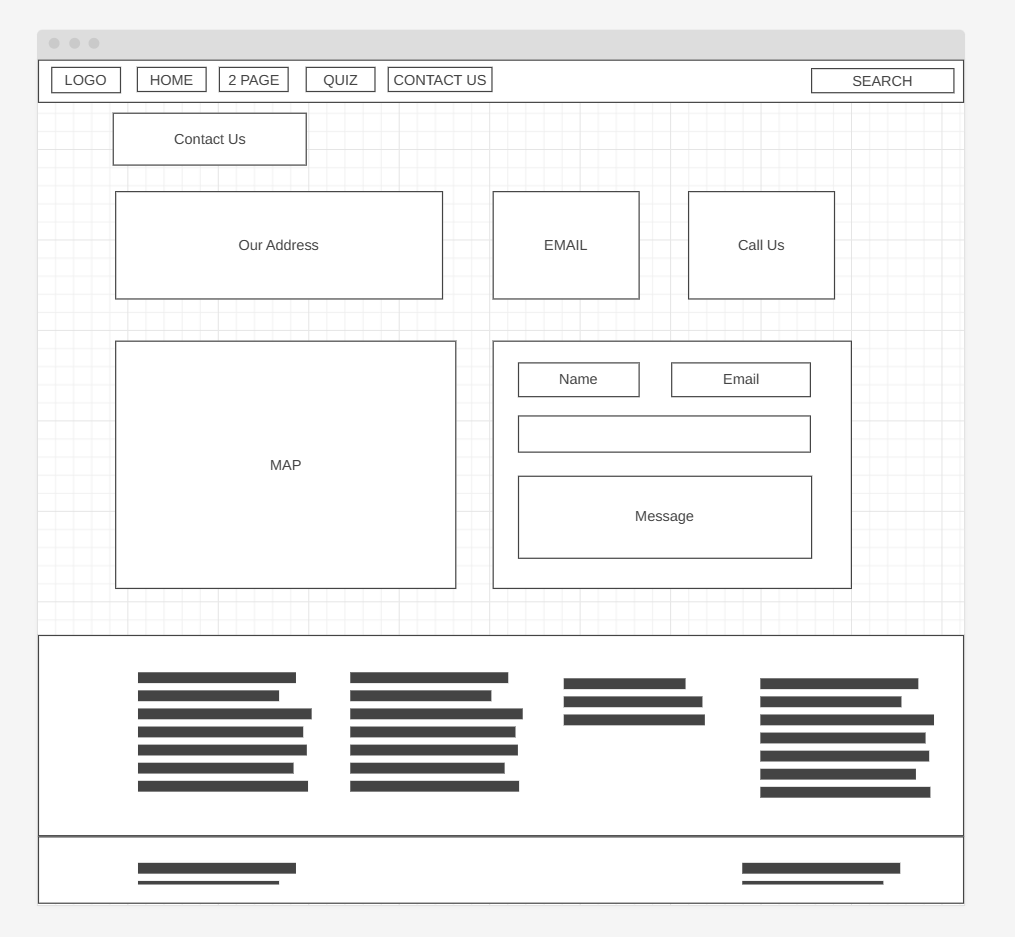 LOGO
HOME
2 PAGE
QUIZ
CONTACT US
SEARCH
Contact Us
Our Address
EMAIL
Call Us
MAP
Name
Email
Message